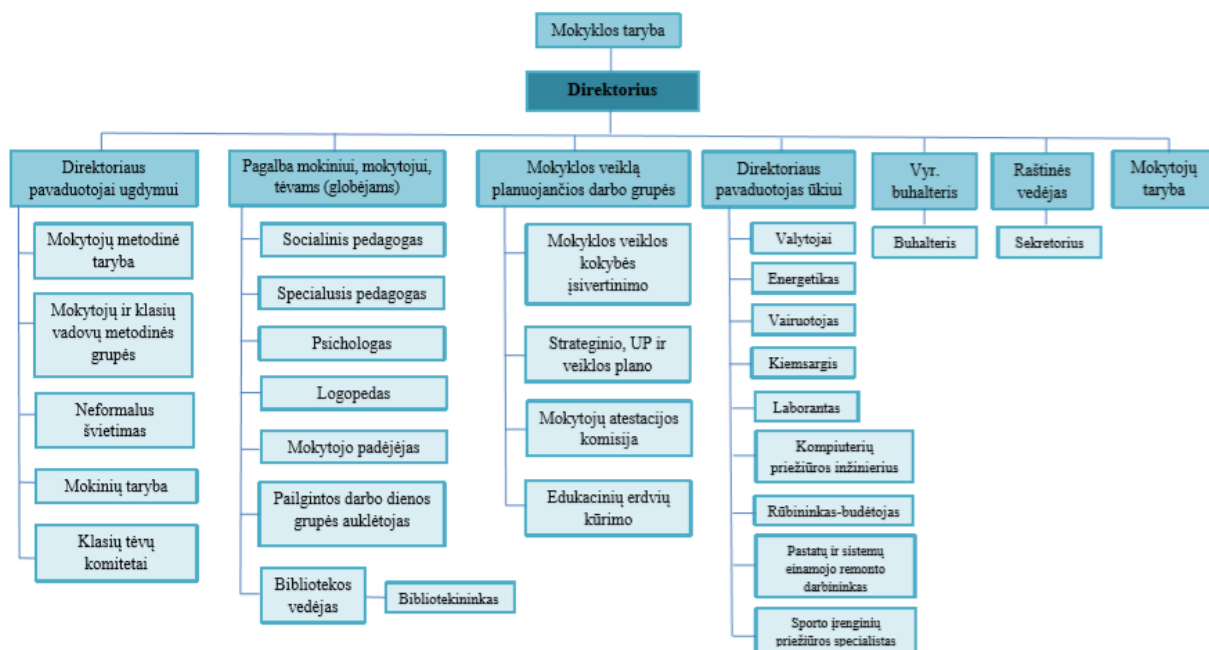 Mokyklos taryba
Direktorius
Direktoriaus
pavaduotojai ugdymui
Mokytojų metodinė
taryba
Mokytojų ir klasių
vadovų metodinės
grupės
Neformalus
švietimas
Mokinių taryba
Klasių tėvų
komitetai
Pagalba mokiniui, mokytojui,
tėvams (globėjams)
Socialinis pedagogas
Specialusis pedagogas
Psichologas
Logopedas
Mokytojo padėjėjas
Pailgintos darbo dienos
grupės auklėtojas
Bibliotekos
vedėjas
Bibliotekininkas
Mokyklos veiklą
planuojančios darbo grupės
Mokyklos veiklos
kokybės
įsivertinimo
Strateginio, UP ir
veiklos plano
Mokytojų atestacijos
komisija
Edukacinių erdvių
kūrimo
Direktoriaus
pavaduotojas ūkiui
Valytojai
Energetikas
Vairuotojas
Kiemsargis
Laborantas
Kompiuterių
priežiūros inžinierius
Rūbininkas-budėtojas
Pastatų ir sistemų
einamojo remonto
darbininkas
Sporto įrenginių
priežiūros specialistas
Vyr.
buhalteris
Buhalteris
Raštinės
vedėjas
Sekretorius
Mokytojų
taryba